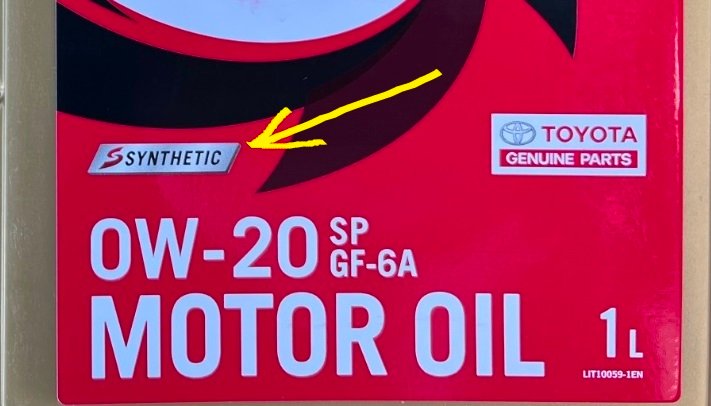 S SYNTHETIC
TOYOTA
GENUINE PARTS
0W-20 SP
GF-6A
MOTOR OIL 1L
LIT10059-1EN